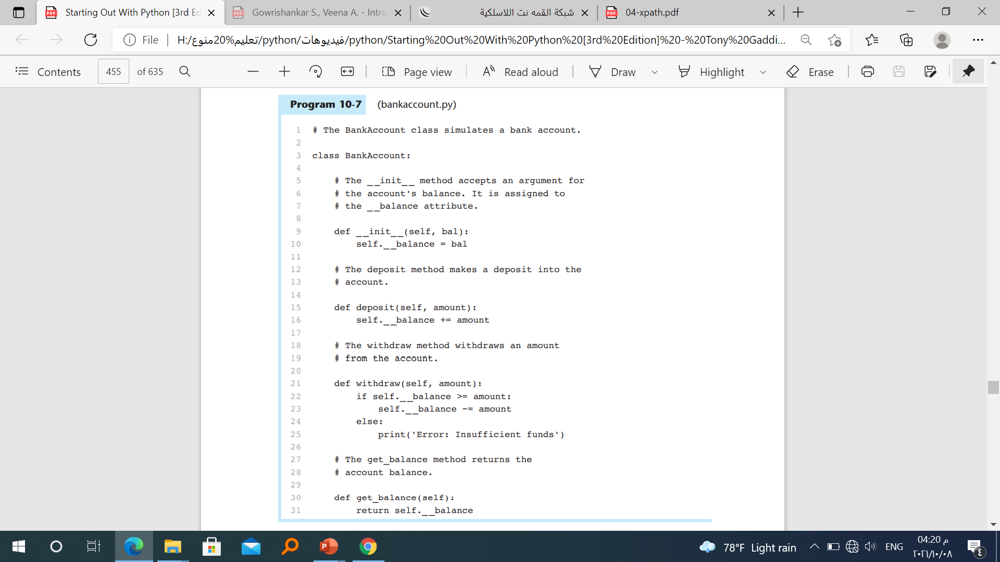 Starting Out With Python [3rd Ed
Gowrishankar S., Veena A. - Intro
شبكة القمه نت اللاسلكية
04-xpath.pdf
File
H:/تعليم%20منوع/python/فيديوهات/python/Starting%20Out%20With%20Python%20[3rd%20Edition]%20-%20Tony%20Gaddi...
Contents
455
of 635
Page view
Read aloud
Draw
Highlight
Erase
Program 10-7 (bankaccount.py)
1 # The BankAccount class simulates a bank account.
2
3 class BankAccount:
4
5 # The __init__ method accepts an argument for
6 # the account's balance. It is assigned to
7 # the __balance attribute.
8
9 def __init__(self, bal):
10 self.__balance = bal
11
12 # The deposit method makes a deposit into the
13 # account.
14
15 def deposit(self, amount):
16 self.__balance += amount
17
18 # The withdraw method withdraws an amount
19 # from the account.
20
21 def withdraw(self, amount):
22 if self.__balance >= amount:
23 self.__balance -= amount
24 else:
25 print('Error: Insufficient funds')
26
27 # The get_balance method returns the
28 # account balance.
29
30 def get_balance(self):
31 return self.__balance
78°F Light rain
ENG
04:20 م
٢٠٢١/١٠/٠٨
٤